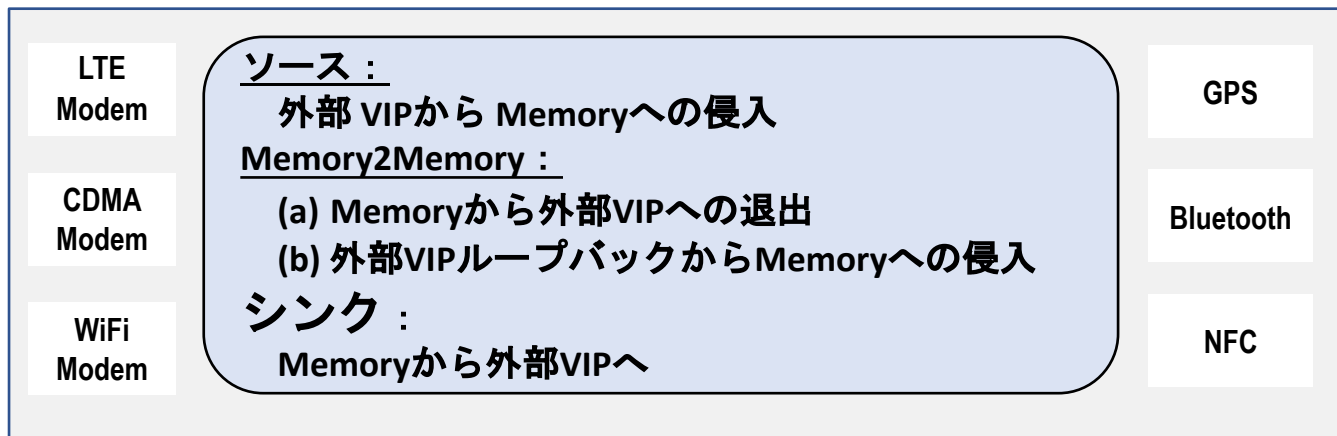 LTE
Modem
CDMA
Modem
WiFi
Modem
ソース：
外部 VIPから Memoryへの侵入
Memory2Memory：
(a) Memoryから外部VIPへの退出
(b) 外部VIPループバックからMemoryへの侵入
シンク：
Memoryから外部VIPへ
GPS
Bluetooth
NFC